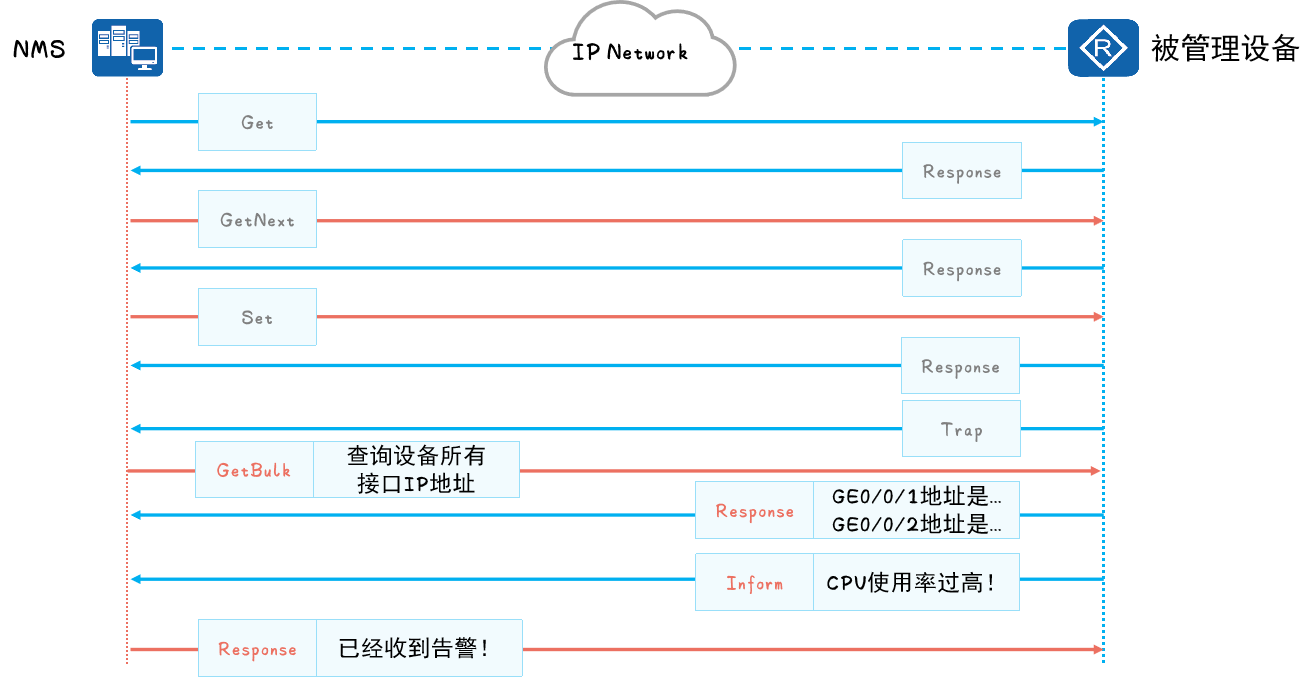 NMS
IP Network
R
被管理设备
Get
Response
GetNext
Response
Set
Response
Trap
GetBulk
查询设备所有
接口IP地址
Response
GE0/0/1地址是...
GE0/0/2地址是...
Inform
CPU使用率过高!
Response
已经收到告警!